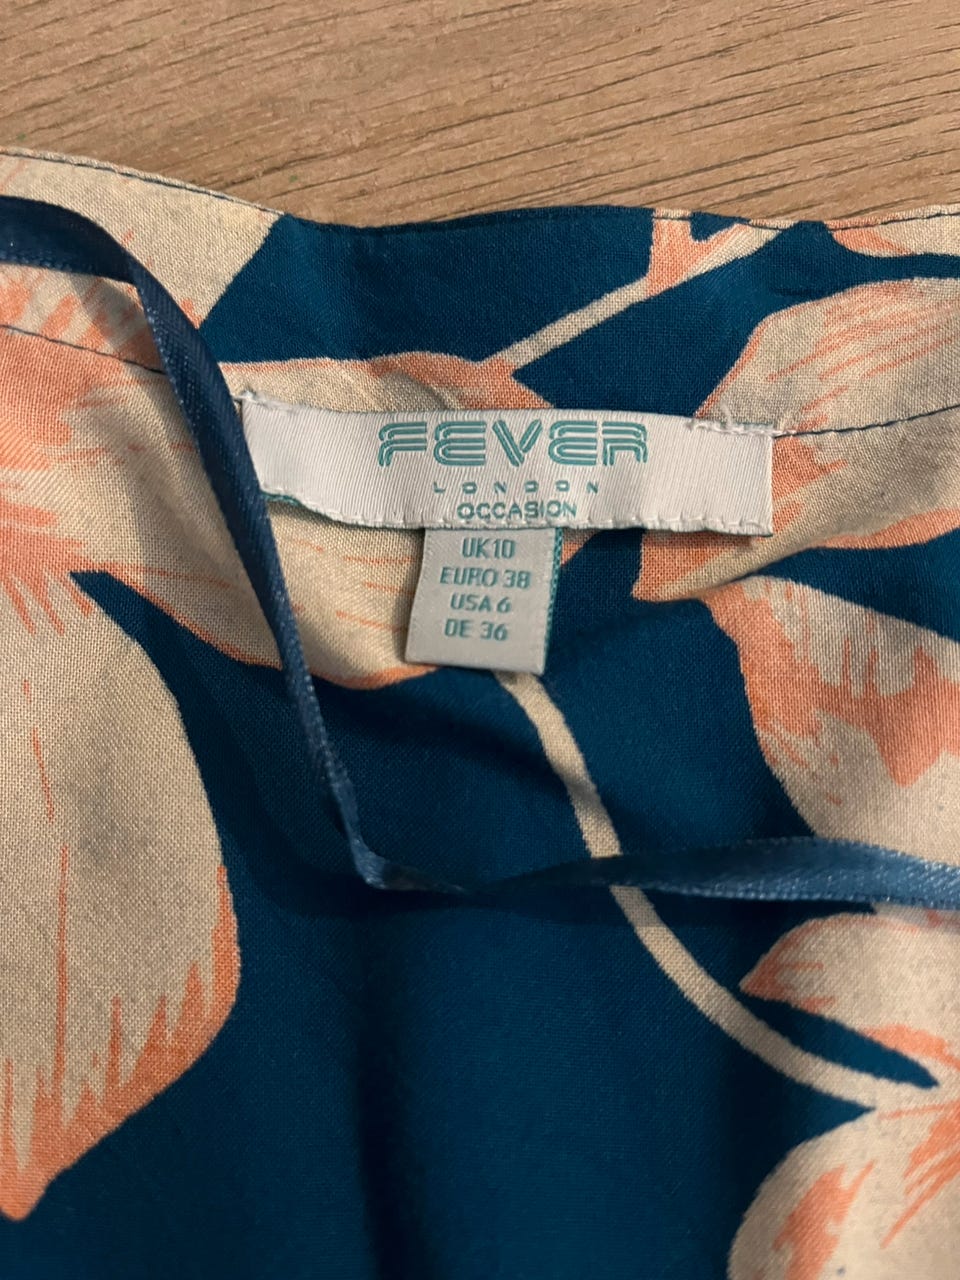 FEVER
LONDON
OCCASION
UK10
EURO 38
USA 6
DE 36